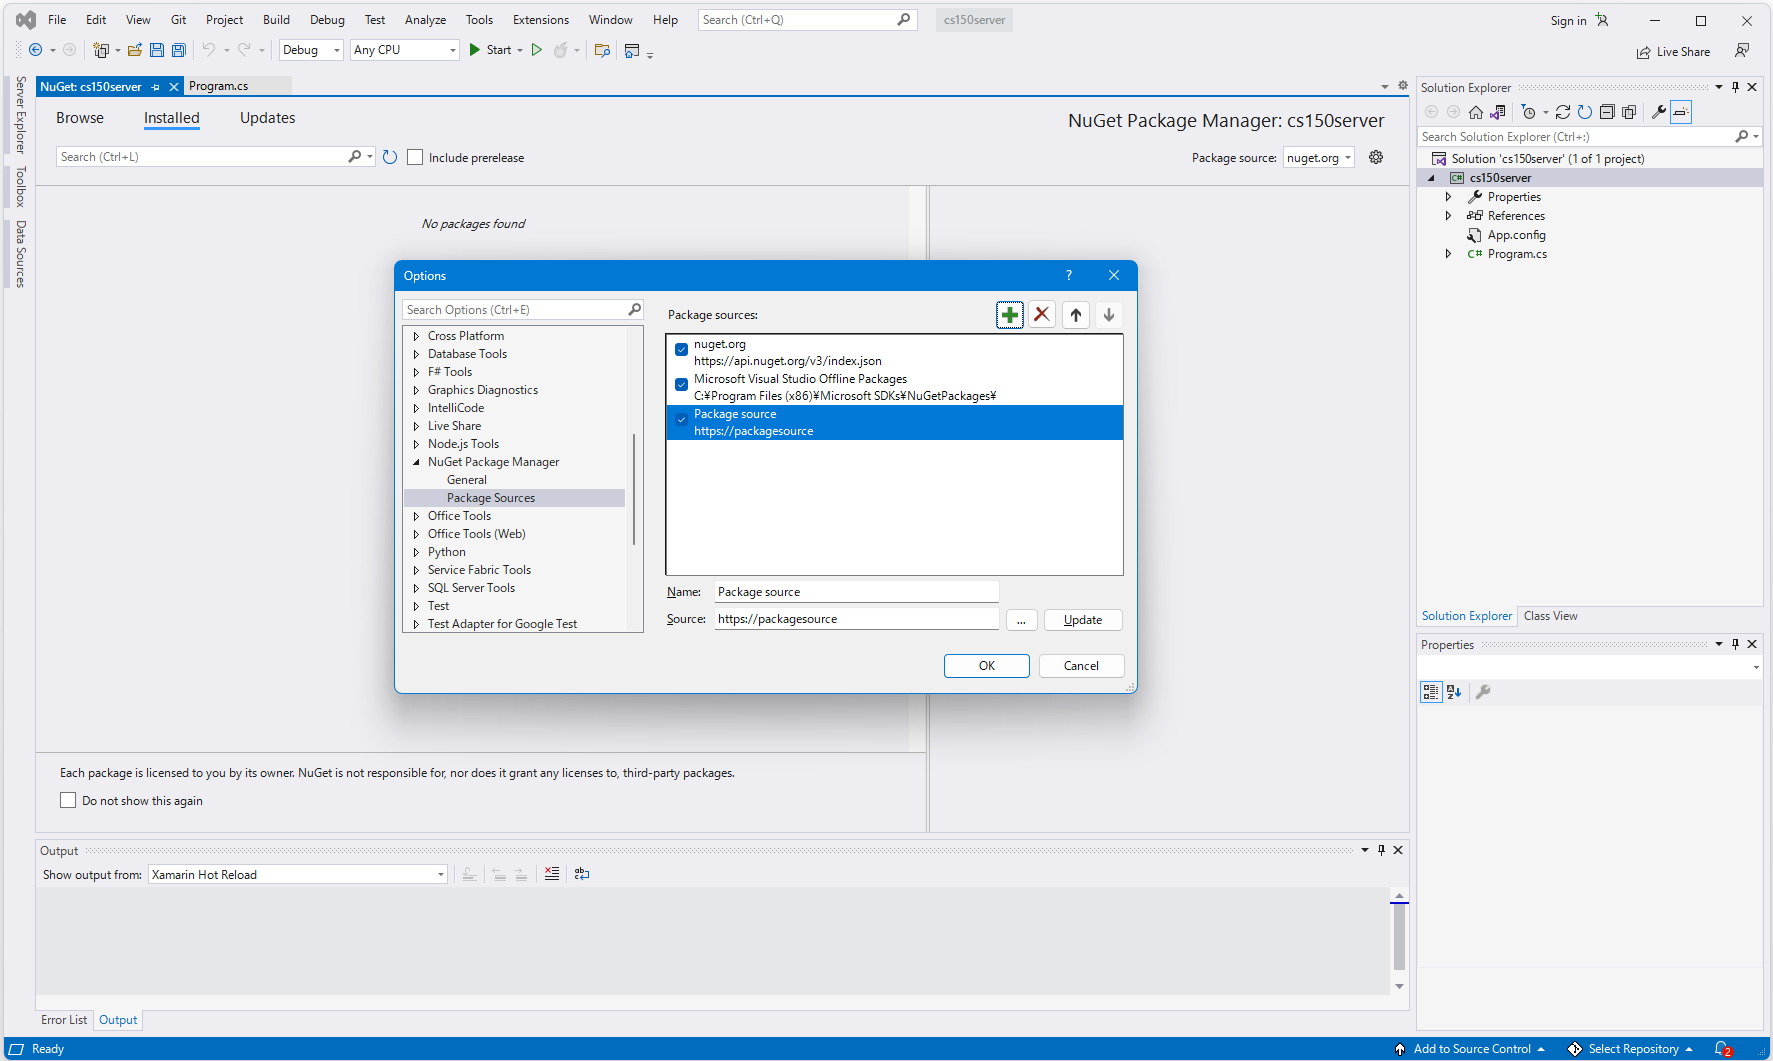 File Edit View Git Project Build Debug Test Analyze Tools Extensions Window Help Search (Ctrl+Q) cs150server Sign in
Debug Any CPU Start Live Share
Server Explorer
Toolbox
Data Sources
NuGet: cs150server Program.cs
Browse Installed Updates
NuGet Package Manager: cs150server
Search (Ctrl+L) Include prerelease Package source: nuget.org
No packages found
Options ?
Search Options (Ctrl+E)
Cross Platform
Database Tools
F# Tools
Graphics Diagnostics
IntelliCode
Live Share
Node.js Tools
NuGet Package Manager
General
Package Sources
Office Tools
Office Tools (Web)
Python
Service Fabric Tools
SQL Server Tools
Test
Test Adapter for Google Test
Package sources:
nuget.org
https://api.nuget.org/v3/index.json
Microsoft Visual Studio Offline Packages
C:¥Program Files (x86)¥Microsoft SDKs¥NuGetPackages¥
Package source
https://packagesource
Name: Package source
Source: https://packagesource ... Update
OK Cancel
Each package is licensed to you by its owner. NuGet is not responsible for, nor does it grant any licenses to, third-party packages.
Do not show this again
Output
Show output from: Xamarin Hot Reload
Error List Output
Solution Explorer
Search Solution Explorer (Ctrl+:)
Solution 'cs150server' (1 of 1 project)
C# cs150server
Properties
References
App.config
C# Program.cs
Solution Explorer Class View
Properties
Ready Add to Source Control Select Repository 2